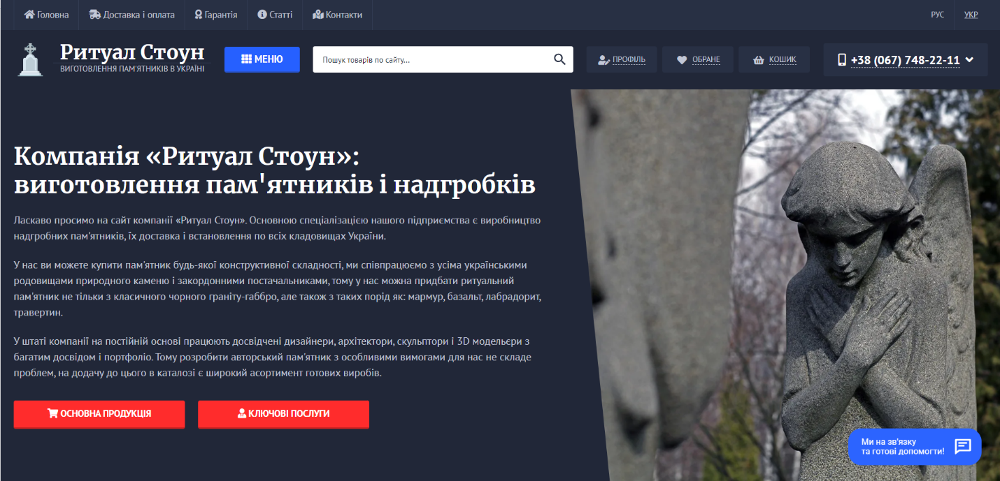 Головна
Доставка і оплата
Гарантія
Статті
Контакти
РУС
УКР
Ритуал Стоун
ВИГОТОВЛЕННЯ ПАМ'ЯТНИКІВ В УКРАЇНІ
МЕНЮ
Пошук товарів по сайту...
ПРОФІЛЬ
ОБРАНЕ
КОШИК
+38 (067) 748-22-11
Компанія «Ритуал Стоун»:
виготовлення пам'ятників і надгробків
Ласкаво просимо на сайт компанії «Ритуал Стоун». Основною спеціалізацією нашого підприємства є виробництво
надгробних пам'ятників, їх доставка і встановлення по всіх кладовищах України.
У нас ви можете купити пам'ятник будь-якої конструктивної складності, ми співпрацюємо з усіма українськими
родовищами природного каменю і закордонними постачальниками, тому у нас можна придбати ритуальний
пам'ятник не тільки з класичного чорного граніту-габбро, але також з таких порід як: мармур, базальт, лабрадорит,
травертин.
У штаті компанії на постійній основі працюють досвідчені дизайнери, архітектори, скульптори і 3D модельєри з
багатим досвідом і портфоліо. Тому розробити авторський пам'ятник з особливими вимогами для нас не складе
проблем, на додачу до цього в каталозі є широкий асортимент готових виробів.
ОСНОВНА ПРОДУКЦІЯ
КЛЮЧОВІ ПОСЛУГИ
Ми на зв'язку
та готові допомогти!